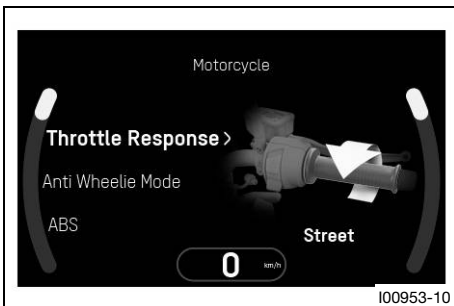 Motorcycle
Throttle Response >
Anti Wheelie Mode
ABS
Street
0 km/h
I00953-10